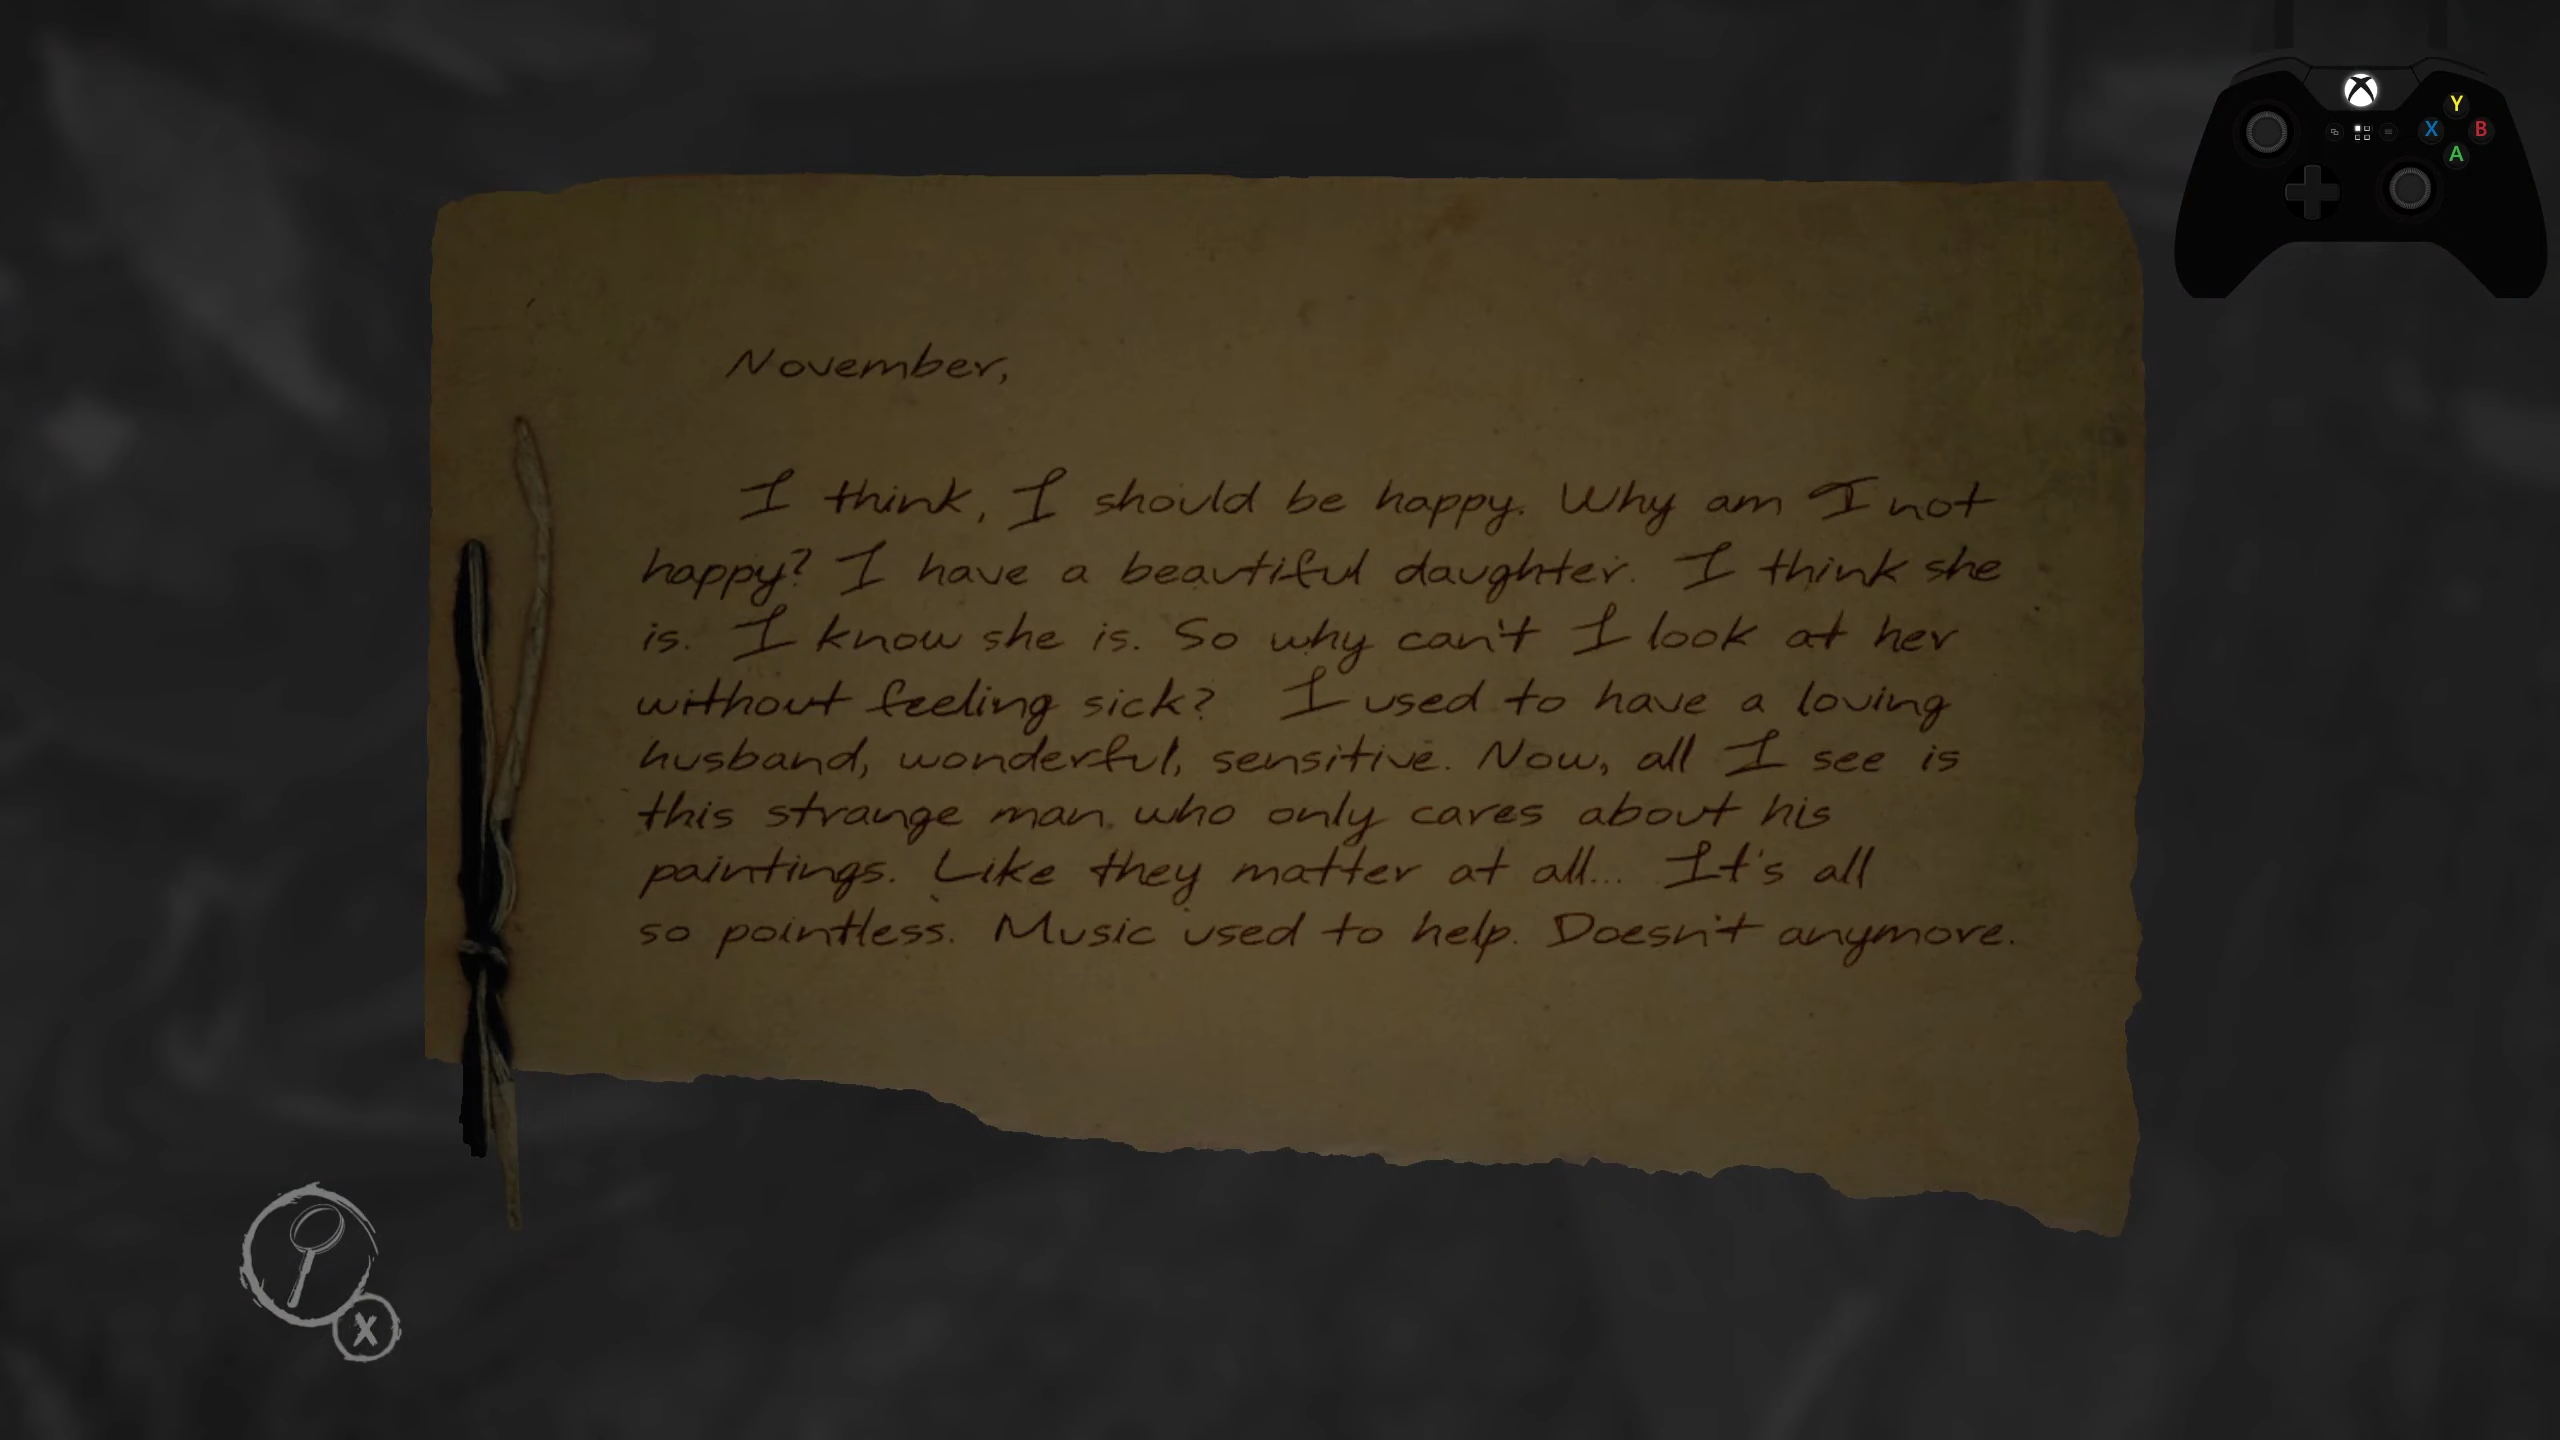 Y
X
B
A
November,
I think, I should be happy. Why am I not
happy? I have a beautiful daughter. I think she
is. I know she is. So why can't I look at her
without feeling sick? I used to have a loving
husband, wonderful, sensitive. Now, all I see is
this strange man who only cares about his
paintings. Like they matter at all... It's all
so pointless. Music used to help. Doesn't anymore.
X